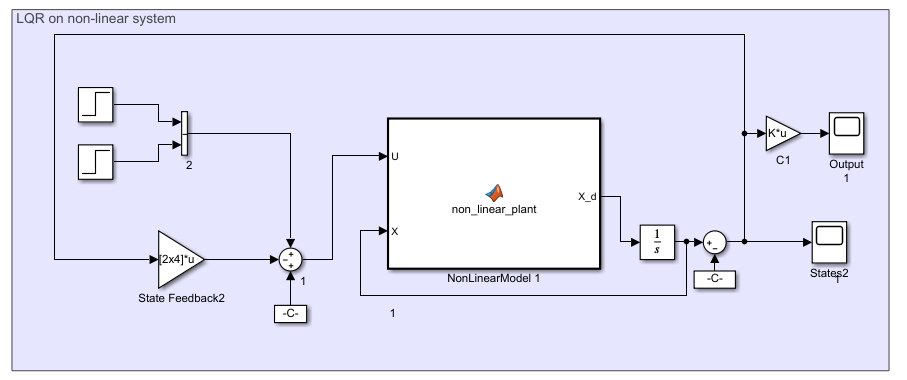 LQR on non-linear system
2
[2x4]*u
State Feedback2
+
-
+
1
-C-
U
X
non_linear_plant
X_d
NonLinearModel 1
1
1
s
+
-
-C-
K*u
C1
Output
1
States2
1